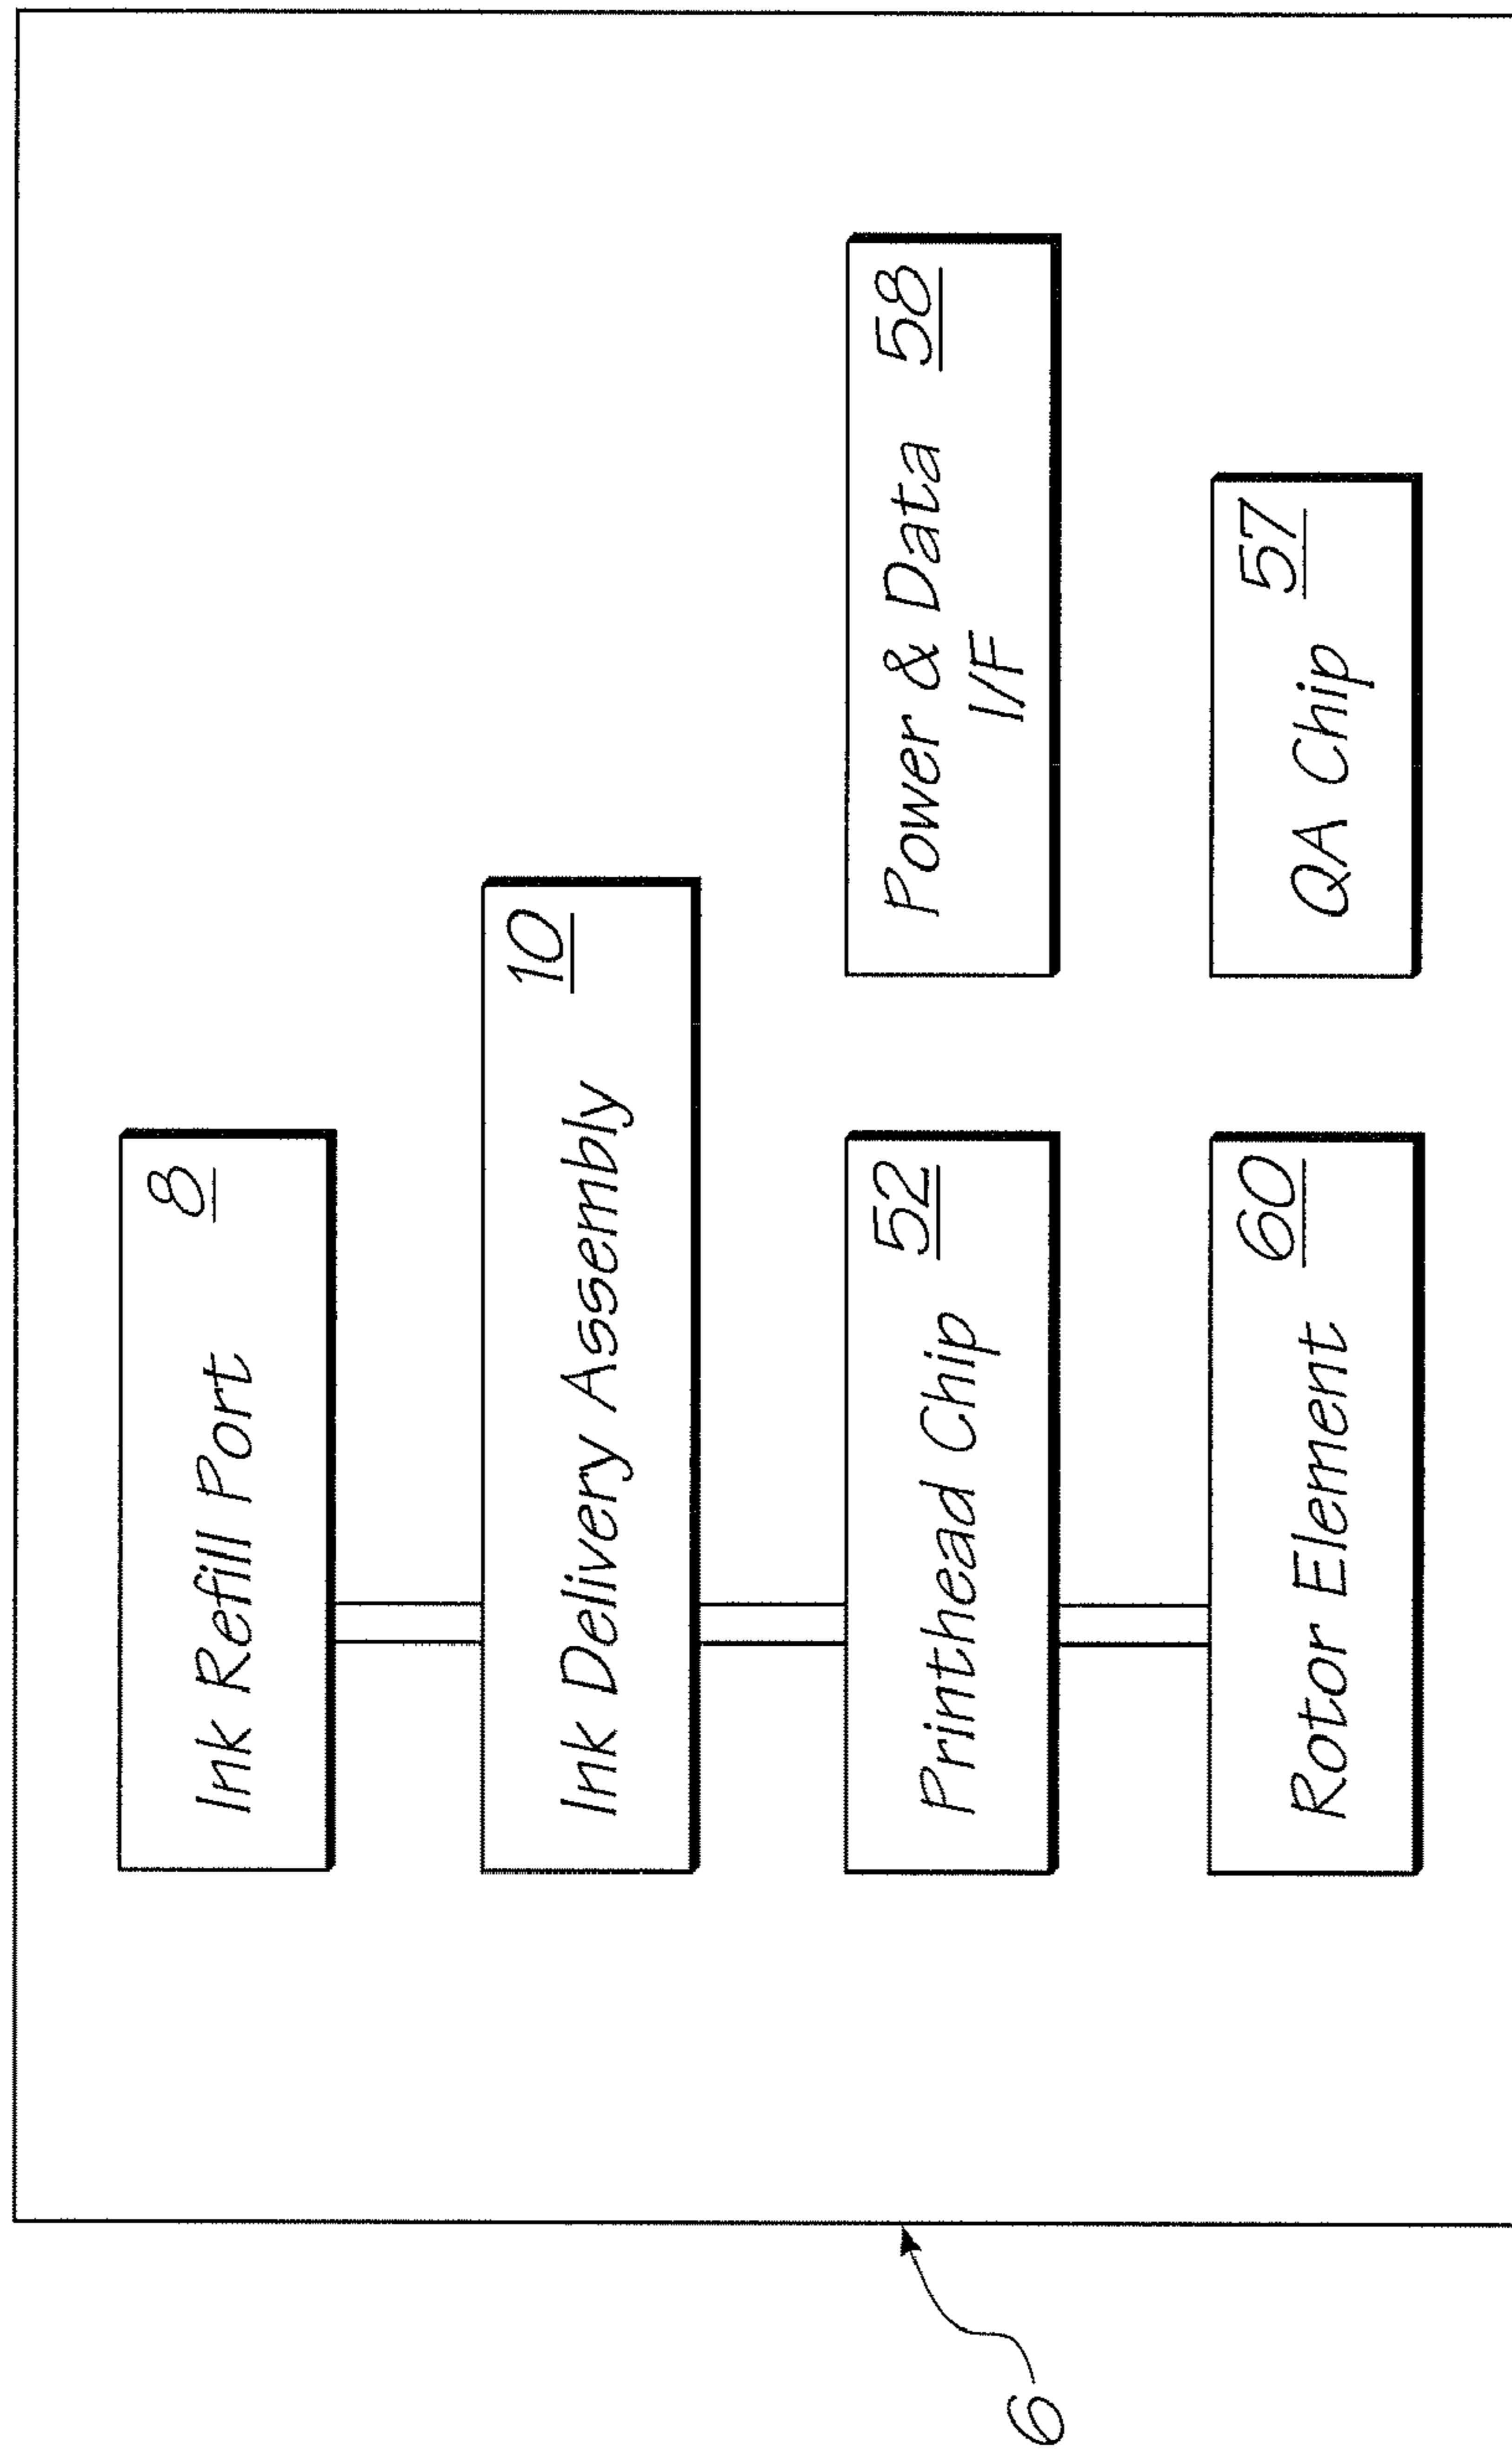 Ink Refill Port 8
Ink Delivery Assembly 10
Printhead Chip 52
Power & Data 58
I/F
Rotor Element 60
QA Chip 57
6